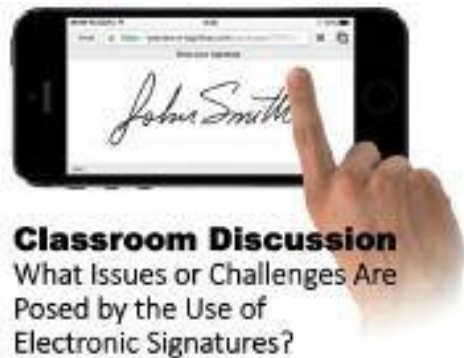 John Smith
Classroom Discussion
What Issues or Challenges Are
Posed by the Use of
Electronic Signatures?